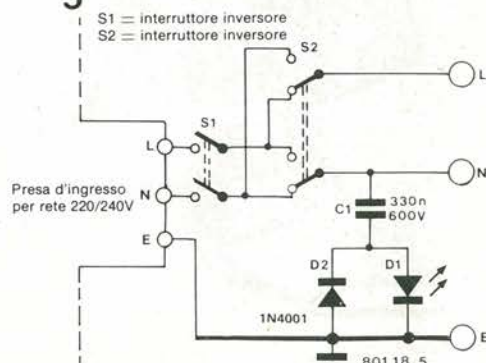 S1 = interruttore inversore
S2 = interruttore inversore
S2
L
S1
L
N
N
Presa d'ingresso
per rete 220/240V
C1
330n
600V
E
D2
D1
1N4001
E
80118 5